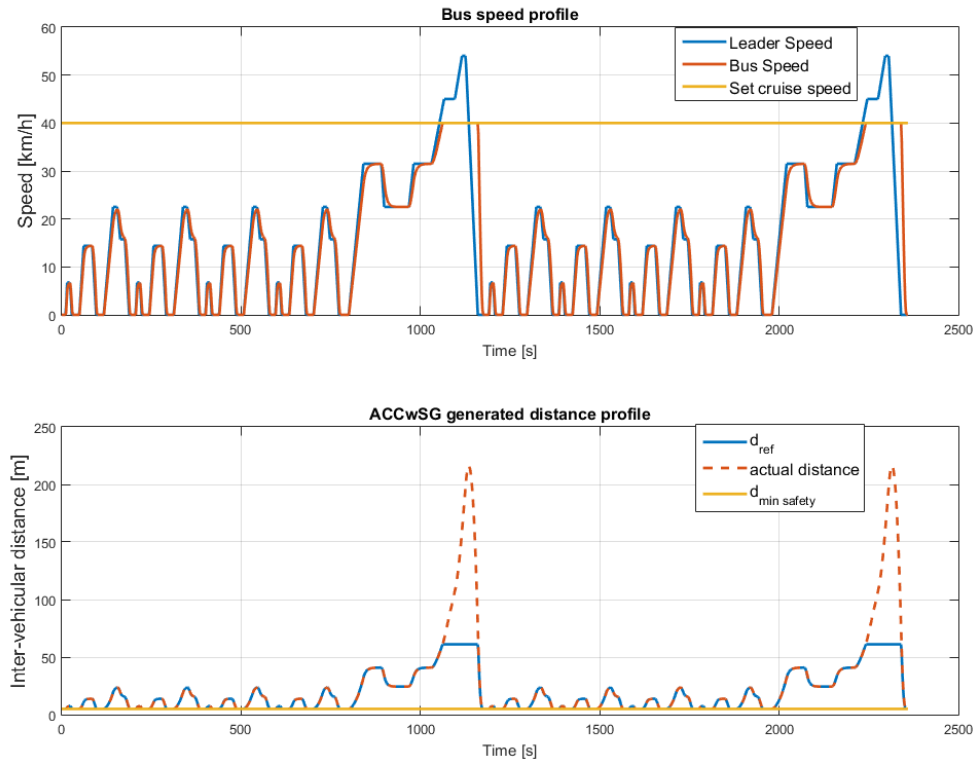 Bus speed profile
60
50
40
30
20
10
0
Speed [km/h]
Leader Speed
Bus Speed
Set cruise speed
0 500 1000 1500 2000 2500
Time [s]
ACCwSG generated distance profile
250
200
150
100
50
0
Inter-vehicular distance [m]
d_ref
actual distance
d_min safety
0 500 1000 1500 2000 2500
Time [s]